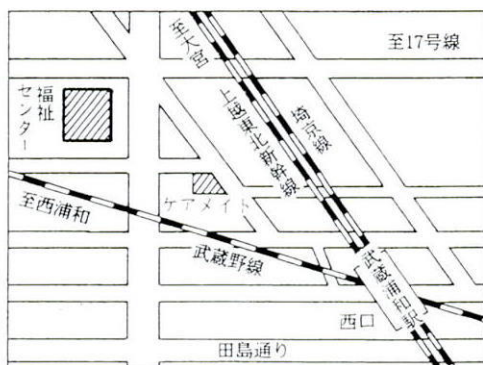 至大宮
至17号線
埼京線
上越東北新幹線
福祉
センター
ケアメイト
至西浦和
武蔵野線
武蔵浦和駅
西口
田島通り